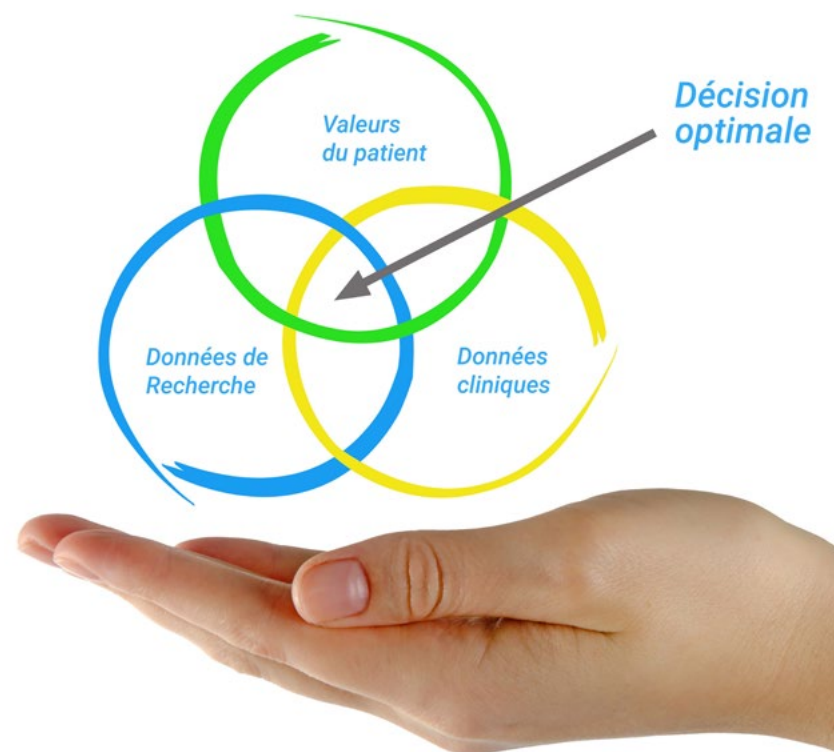 Décision
optimale
Valeurs
du patient
Données de
Recherche
Données
cliniques